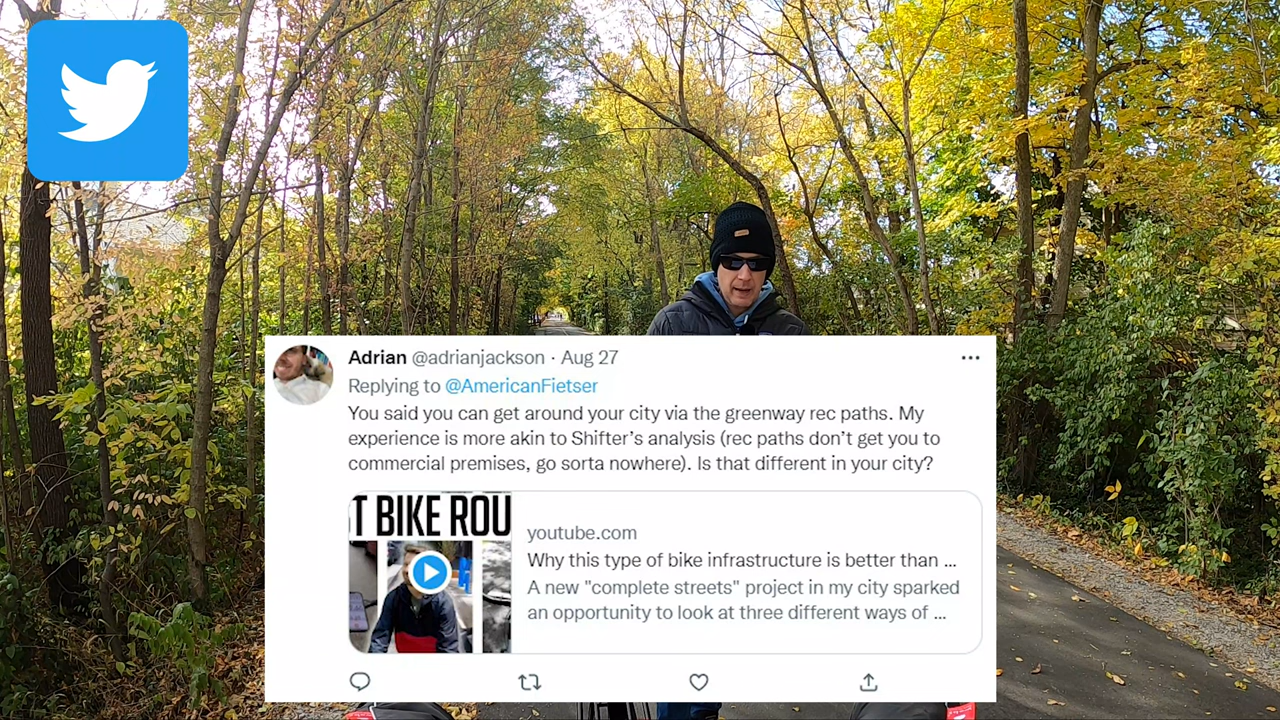 Adrian @adrianjackson · Aug 27
Replying to @AmericanFietser
You said you can get around your city via the greenway rec paths. My
experience is more akin to Shifter's analysis (rec paths don't get you to
commercial premises, go sorta nowhere). Is that different in your city?
T BIKE ROU
youtube.com
Why this type of bike infrastructure is better than ...
A new "complete streets" project in my city sparked
an opportunity to look at three different ways of ...